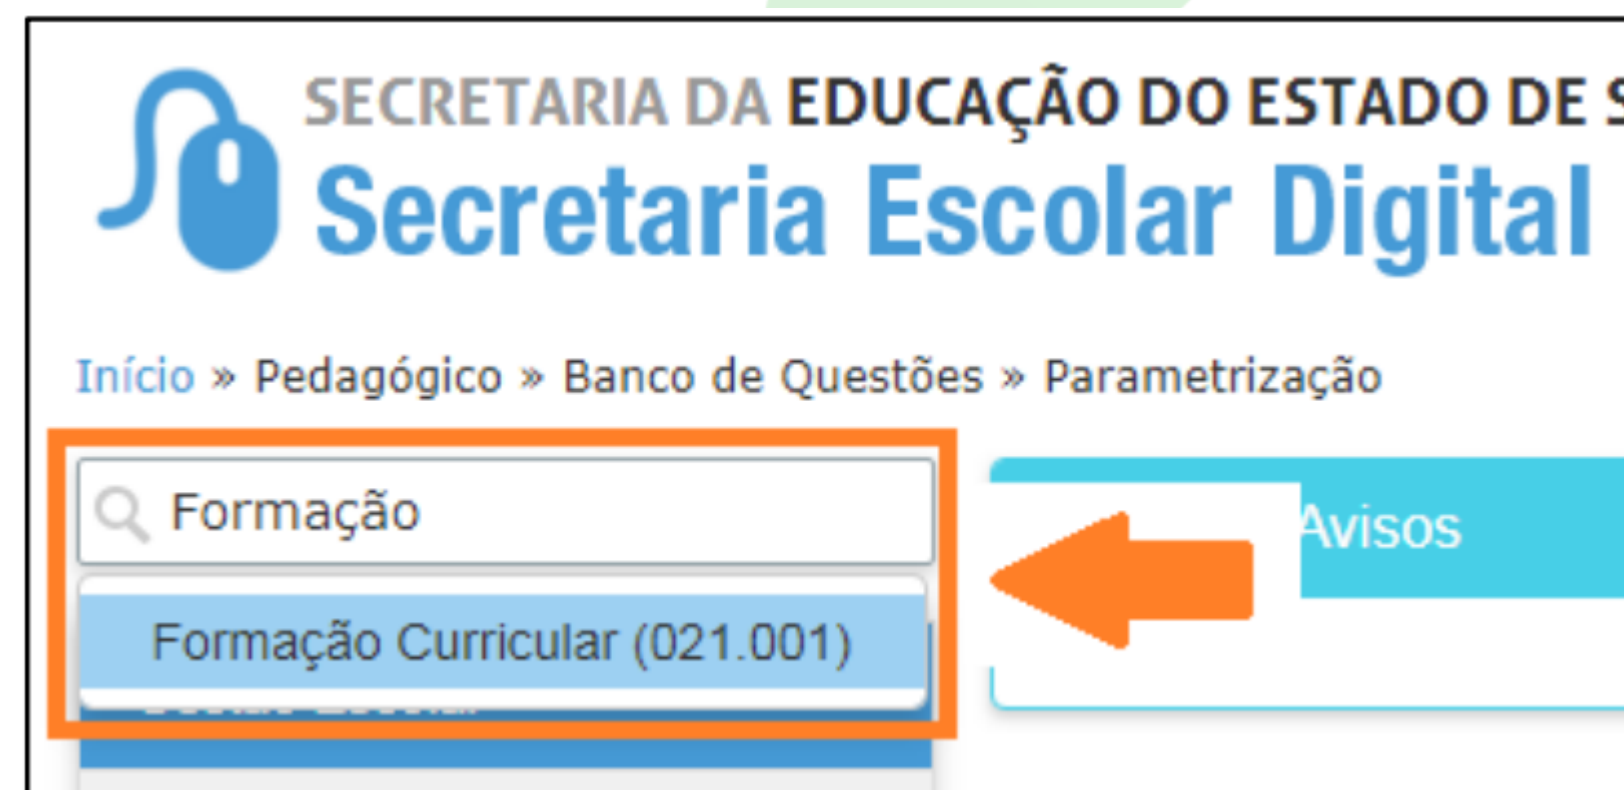 SECRETARIA DA EDUCAÇÃO DO ESTADO DE
Secretaria Escolar Digital
Início » Pedagógico » Banco de Questões » Parametrização
Formação
Avisos
Formação Curricular (021.001)